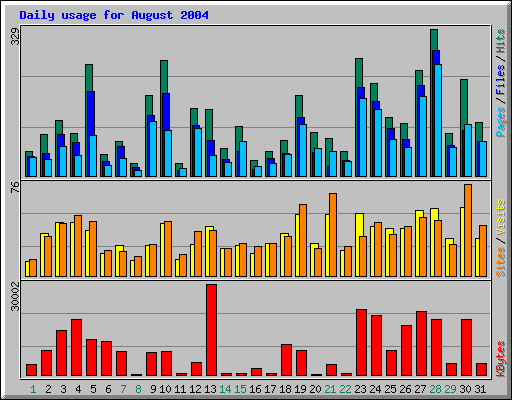 Daily usage for August 2004
329
Pages / Files / Hits
76
Sites / Visits
30002
KBytes
1 2 3 4 5 6 7 8 9 10 11 12 13 14 15 16 17 18 19 20 21 22 23 24 25 26 27 28 29 30 31